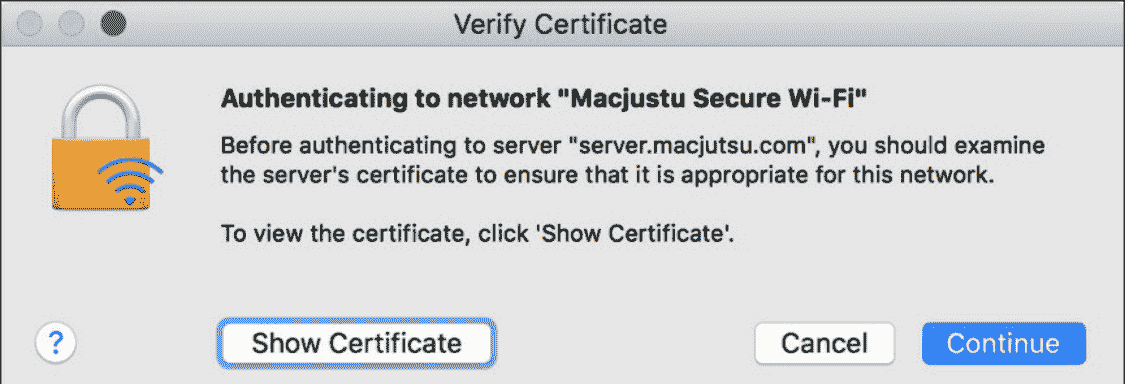 Verify Certificate
Authenticating to network "Macjustu Secure Wi-Fi"
Before authenticating to server "server.macjutsu.com", you should examine
the server's certificate to ensure that it is appropriate for this network.
To view the certificate, click 'Show Certificate'.
?
Show Certificate
Cancel
Continue